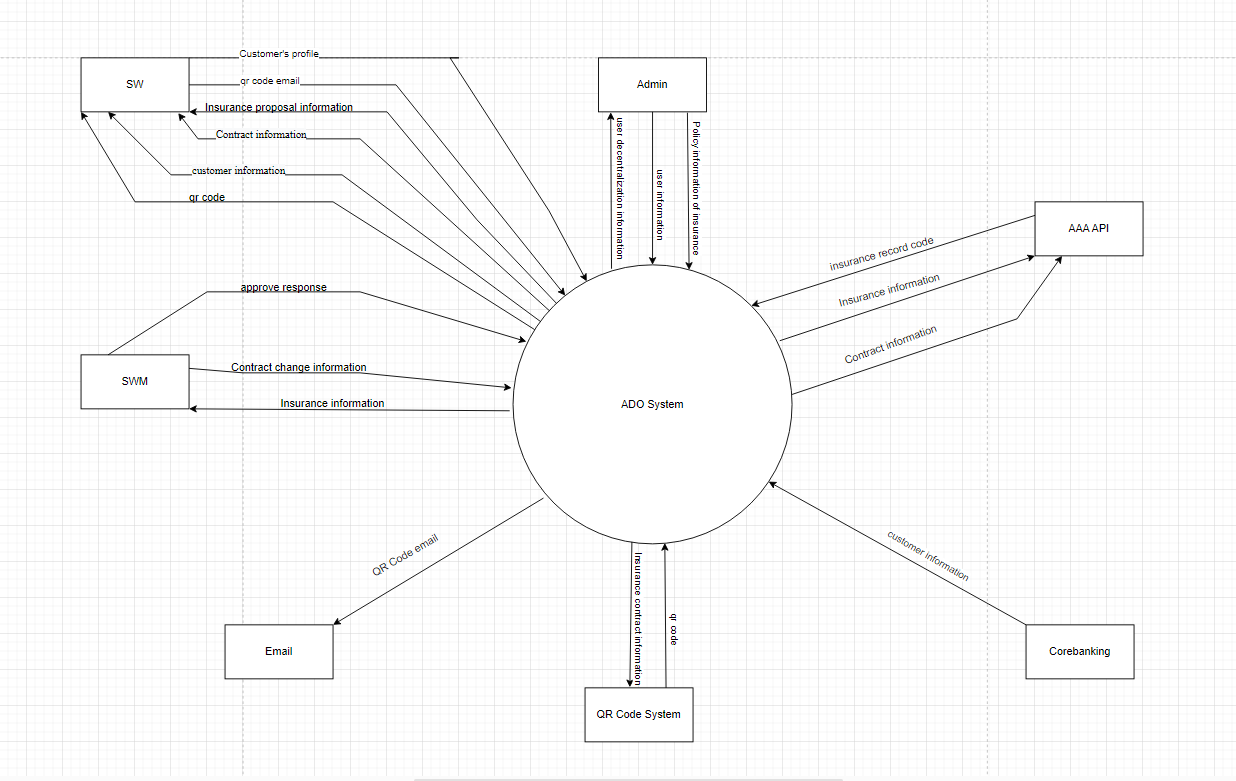 Customer's profile
SW
qr code email
Insurance proposal information
Contract information
customer information
qr code
Admin
user decentralization information
user information
Policy information of insurance
AAA API
insurance record code
Insurance information
Contract information
approve response
SWM
Contract change information
Insurance information
ADO System
QR Code email
Email
Insurance contract information
qr code
QR Code System
customer information
Corebanking